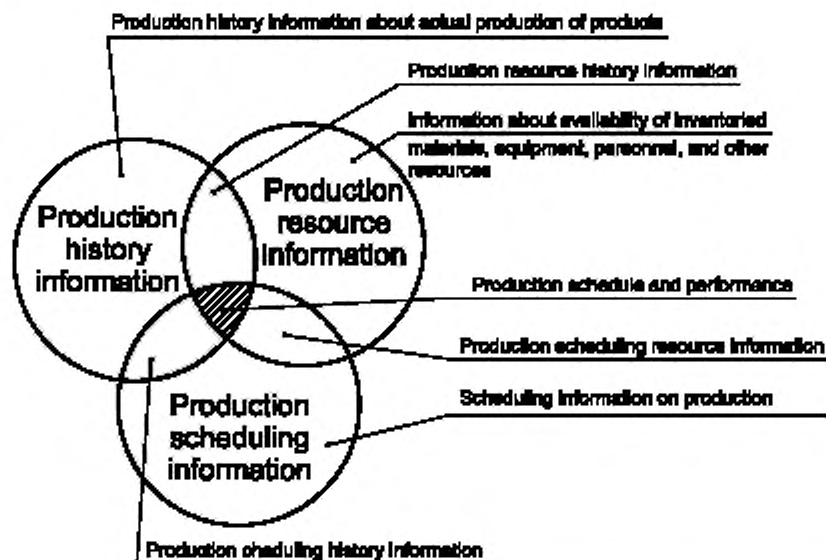 Production history information about actual production of products
Production resource history information
Information about availability of inventoried
materials, equipment, personnel, and other
resources
Production
history
information
Production
resource
information
Production schedule and performance
Production scheduling resource information
Scheduling information on production
Production
scheduling
information
Production cheduling history information